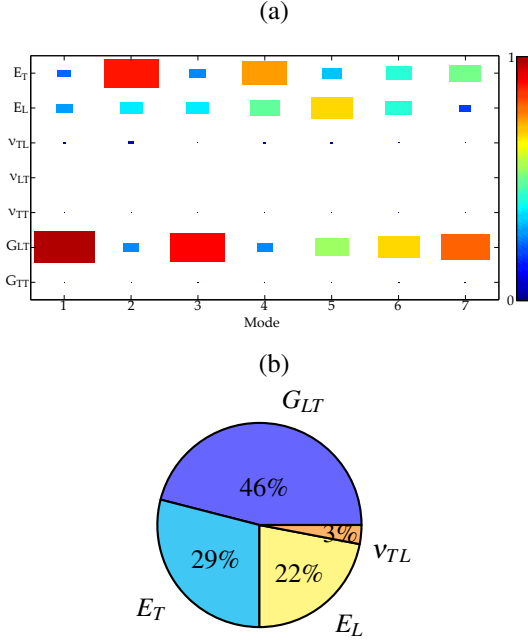 (a)
E_T
E_L
ν_TL
ν_LT
ν_TT
G_LT
G_TT
1 2 3 4 5 6 7
Mode
1
0
(b)
G_LT
46%
3%
29%
22%
ν_TL
E_T
E_L